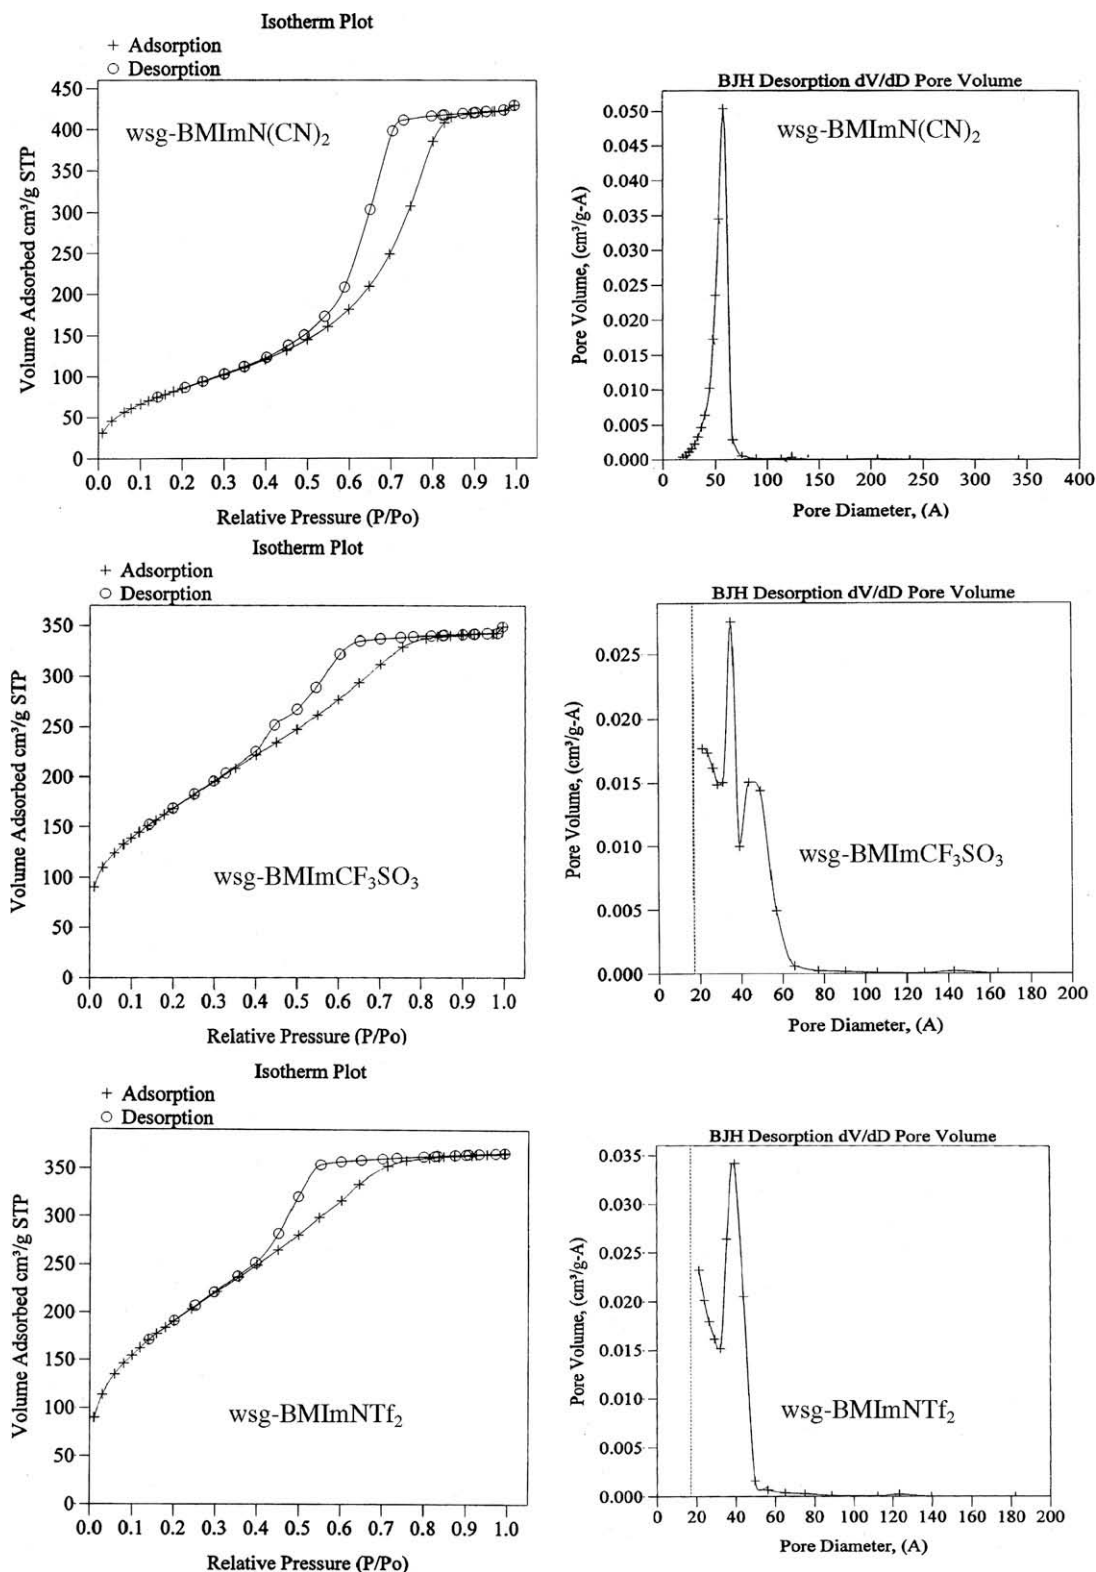 Isotherm Plot
+ Adsorption
○ Desorption
450
400
350
300
250
200
150
100
50
0
0.0 0.1 0.2 0.3 0.4 0.5 0.6 0.7 0.8 0.9 1.0
Volume Adsorbed cm³/g STP
Relative Pressure (P/Po)
wsg-BMImN(CN)₂
BJH Desorption dV/dD Pore Volume
0.050
0.045
0.040
0.035
0.030
0.025
0.020
0.015
0.010
0.005
0.000
0 50 100 150 200 250 300 350 400
Pore Volume, (cm³/g-A)
Pore Diameter, (A)
wsg-BMImN(CN)₂
Isotherm Plot
+ Adsorption
○ Desorption
350
300
250
200
150
100
50
0
0.0 0.1 0.2 0.3 0.4 0.5 0.6 0.7 0.8 0.9 1.0
Volume Adsorbed cm³/g STP
Relative Pressure (P/Po)
wsg-BMImCF₃SO₃
BJH Desorption dV/dD Pore Volume
0.025
0.020
0.015
0.010
0.005
0.000
0 20 40 60 80 100 120 140 160 180 200
Pore Volume, (cm³/g-A)
Pore Diameter, (A)
wsg-BMImCF₃SO₃
Isotherm Plot
+ Adsorption
○ Desorption
350
300
250
200
150
100
50
0
0.0 0.1 0.2 0.3 0.4 0.5 0.6 0.7 0.8 0.9 1.0
Volume Adsorbed cm³/g STP
Relative Pressure (P/Po)
wsg-BMImNTf₂
BJH Desorption dV/dD Pore Volume
0.035
0.030
0.025
0.020
0.015
0.010
0.005
0.000
0 20 40 60 80 100 120 140 160 180 200
Pore Volume, (cm³/g-A)
Pore Diameter, (A)
wsg-BMImNTf₂